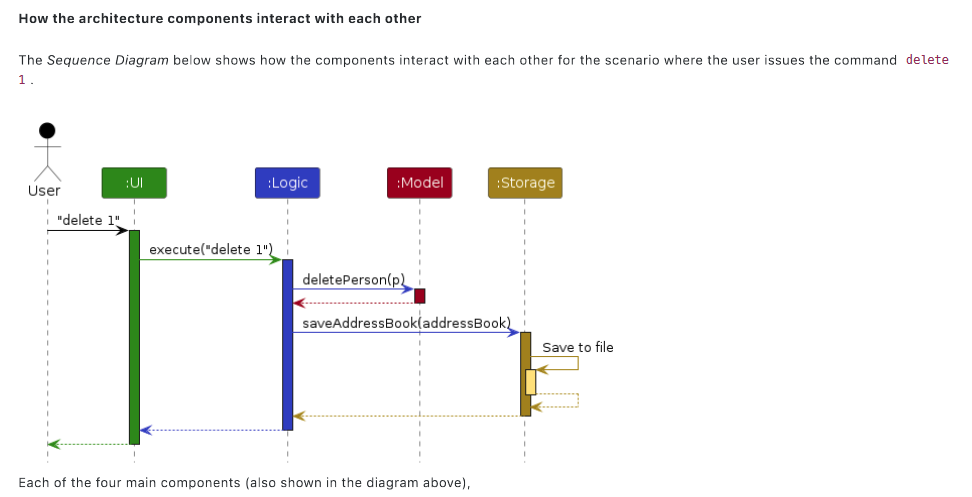 How the architecture components interact with each other
The Sequence Diagram below shows how the components interact with each other for the scenario where the user issues the command delete
1 .
User
:UI
:Logic
:Model
:Storage
"delete 1"
execute("delete 1")
deletePerson(p)
saveAddressBook(addressBook)
Save to file
Each of the four main components (also shown in the diagram above),